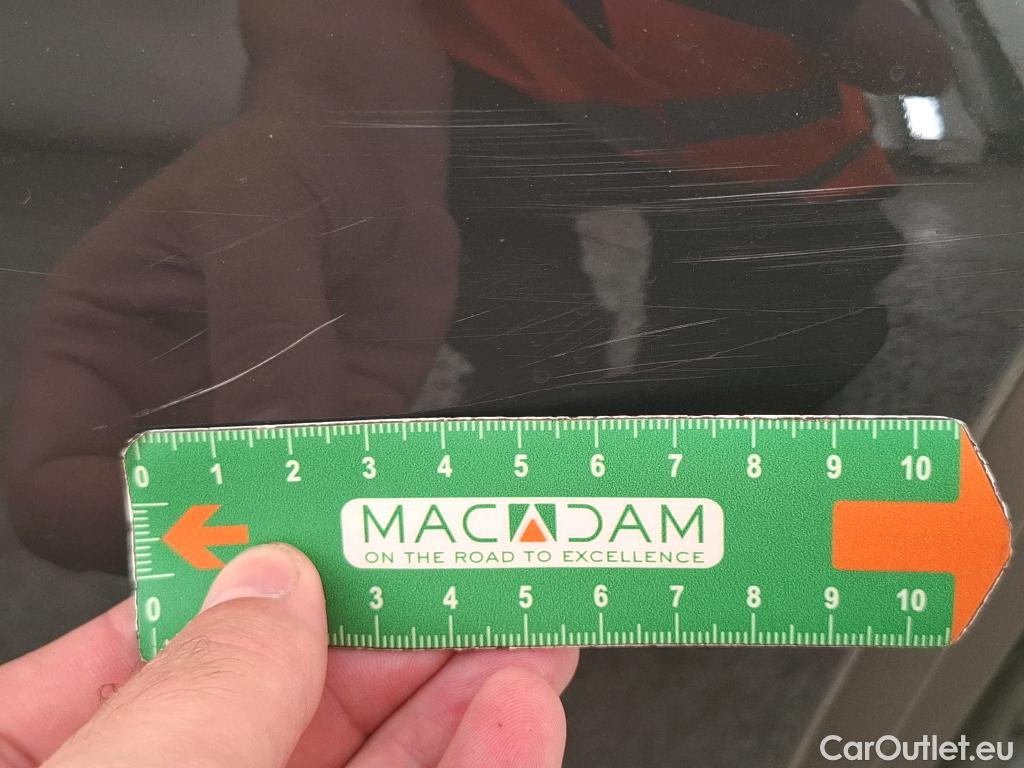 0 1 2 3 4 5 6 7 8 9 10
MACADAM
ON THE ROAD TO EXCELLENCE
0 3 4 5 6 7 8 9 10
CarOutlet.eu